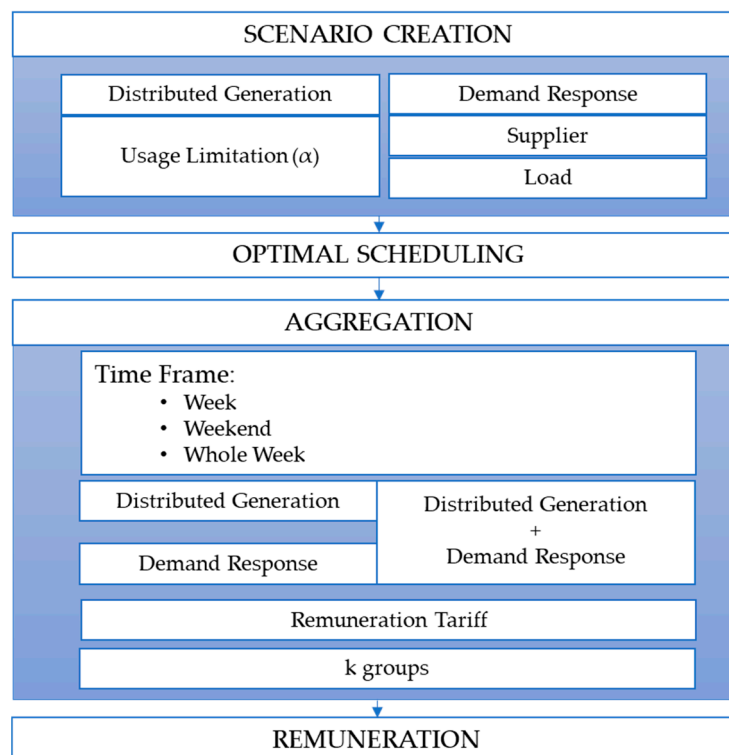 SCENARIO CREATION
Distributed Generation
Usage Limitation (α)
Demand Response
Supplier
Load
OPTIMAL SCHEDULING
AGGREGATION
Time Frame:
• Week
• Weekend
• Whole Week
Distributed Generation
Demand Response
Distributed Generation
+
Demand Response
Remuneration Tariff
k groups
REMUNERATION